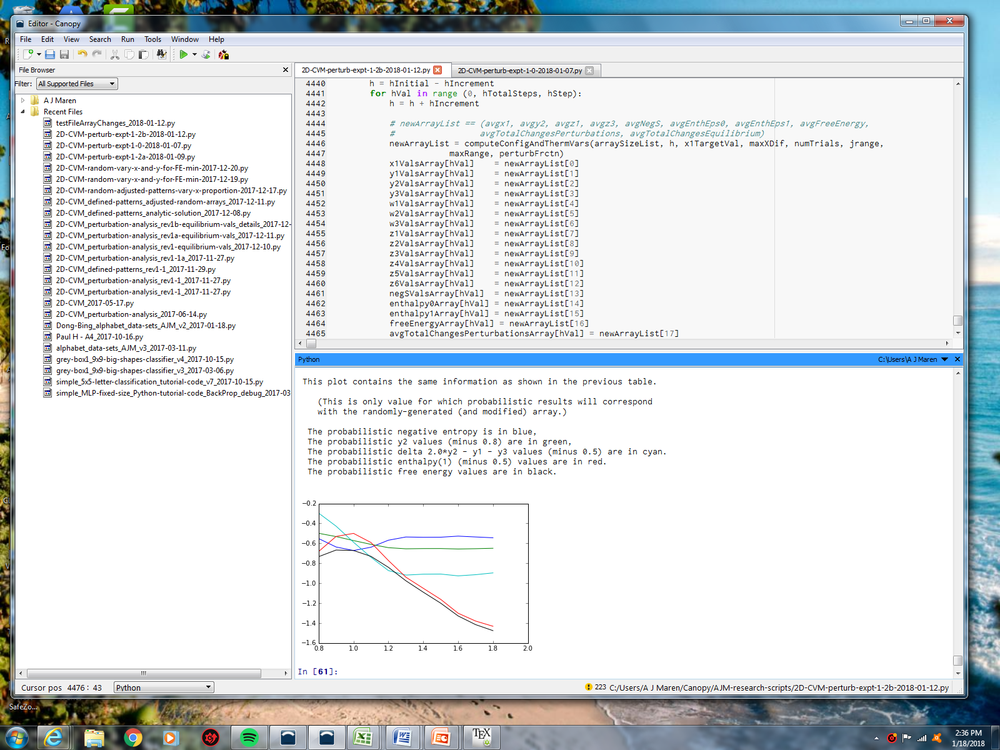 Editor - Canopy
File Edit View Search Run Tools Window Help
File Browser
Filter: All Supported Files
A J Maren
Recent Files
testFileArrayChanges_2018-01-12.py
2D-CVM-perturb-expt-1-2b-2018-01-12.py
2D-CVM-perturb-expt-1-0-2018-01-07.py
2D-CVM-perturb-expt-1-2a-2018-01-09.py
2D-CVM-random-vary-x-and-y-for-FE-min-2017-12-20.py
2D-CVM-random-vary-x-and-y-for-FE-min-2017-12-19.py
2D-CVM-random-adjusted-patterns-vary-x-proportion-2017-12-17.py
2D-CVM_defined-patterns_adjusted-random-arrays_2017-12-11.py
2D-CVM_defined-patterns_analytic-solution_2017-12-08.py
2D-CVM_perturbation-analysis_rev1b-equilibrium-vals_details_2017-12-
2D-CVM_perturbation-analysis_rev1a-equilibrium-vals_2017-12-11.py
2D-CVM_perturbation-analysis_rev1-equilibrium-vals_2017-12-10.py
2D-CVM_perturbation-analysis_rev1-1a_2017-11-27.py
2D-CVM_defined-patterns_rev1-1_2017-11-29.py
2D-CVM_perturbation-analysis_rev1-1_2017-11-27.py
2D-CVM_perturbation-analysis_rev1-1_2017-11-27.py
2D-CVM_2017-05-17.py
2D-CVM_perturbation-analysis_2017-06-14.py
Dong-Bing_alphabet_data-sets_AJM_v2_2017-01-18.py
Paul H - A4_2017-10-16.py
alphabet_data-sets_AJM_v3_2017-03-11.py
grey-box1_9x9-big-shapes-classifier_v4_2017-10-15.py
grey-box1_9x9-big-shapes-classifier_v3_2017-03-06.py
simple_5x5-letter-classification_tutorial-code_v7_2017-10-15.py
simple_MLP-fixed-size_Python-tutorial-code_BackProp_debug_2017-03
2D-CVM-perturb-expt-1-2b-2018-01-12.py 2D-CVM-perturb-expt-1-0-2018-01-07.py
4440 h = hInitial - hIncrement
4441 for hVal in range (0, hTotalSteps, hStep):
4442 h = h + hIncrement
4443
4444 # newArrayList == (avgx1, avgy2, avgz1, avgz3, avgNegS, avgEnthEps0, avgEnthEps1, avgFreeEnergy,
4445 # avgTotalChangesPerturbations, avgTotalChangesEquilibrium)
4446 newArrayList = computeConfigAndThermVars(arraySizeList, h, x1TargetVal, maxXDif, numTrials, jrange,
4447 maxRange, perturbFrctn)
4448 x1ValsArray[hVal] = newArrayList[0]
4449 y1ValsArray[hVal] = newArrayList[1]
4450 y2ValsArray[hVal] = newArrayList[2]
4451 y3ValsArray[hVal] = newArrayList[3]
4452 w1ValsArray[hVal] = newArrayList[4]
4453 w2ValsArray[hVal] = newArrayList[5]
4454 w3ValsArray[hVal] = newArrayList[6]
4455 z1ValsArray[hVal] = newArrayList[7]
4456 z2ValsArray[hVal] = newArrayList[8]
4457 z3ValsArray[hVal] = newArrayList[9]
4458 z4ValsArray[hVal] = newArrayList[10]
4459 z5ValsArray[hVal] = newArrayList[11]
4460 z6ValsArray[hVal] = newArrayList[12]
4461 negSValsArray[hVal] = newArrayList[13]
4462 enthalpy0Array[hVal] = newArrayList[14]
4463 enthalpy1Array[hVal] = newArrayList[15]
4464 freeEnergyArray[hVal] = newArrayList[16]
4465 avgTotalChangesPerturbationsArray[hVal] = newArrayList[17]
Python C:\Users\A J Maren
This plot contains the same information as shown in the previous table.
(This is only value for which probabilistic results will correspond
with the randomly-generated (and modified) array.)
The probabilistic negative entropy is in blue,
The probabilistic y2 values (minus 0.8) are in green,
The probabilistic delta 2.0*y2 - y1 - y3 values (minus 0.5) are in cyan.
The probabilistic enthalpy(1) (minus 0.5) values are in red.
The probabilistic free energy values are in black.
−0.2
−0.4
−0.6
−0.8
−1.0
−1.2
−1.4
−1.6
0.8 1.0 1.2 1.4 1.6 1.8 2.0
In [61]:
Cursor pos 4476 : 43 Python 223 C:/Users/A J Maren/Canopy/AJM-research-scripts/2D-CVM-perturb-expt-1-2b-2018-01-12.py
SafeZo...
TEX
2:36 PM
1/18/2018